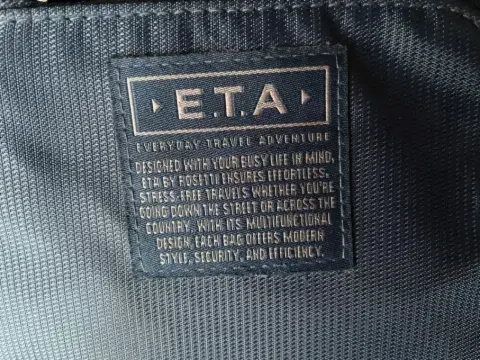 E.T.A
EVERYDAY TRAVEL ADVENTURE
DESIGNED WITH YOUR BUSY LIFE IN MIND,
ETA BY ROSETTI ENSURES EFFORTLESS,
STRESS FREE TRAVELS WHETHER YOU'RE
GOING DOWN THE STREET OR ACROSS THE
COUNTRY, WITH ITS MULTIFUNCTIONAL
DESIGN, EACH BAG OFFERS MODERN
STYLE, SECURITY, AND EFFICIENCY.